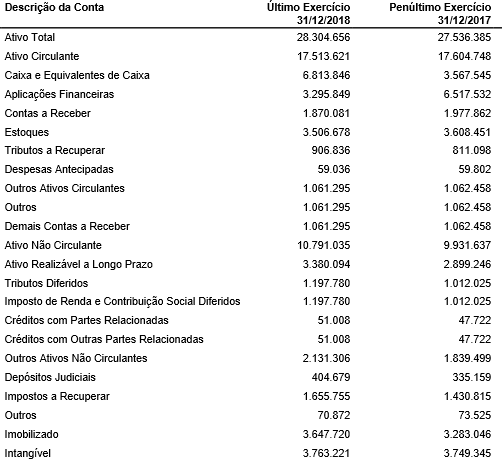 Descrição da Conta Último Exercício Penúltimo Exercício
31/12/2018 31/12/2017
Ativo Total 28.304.656 27.536.385
Ativo Circulante 17.513.621 17.604.748
Caixa e Equivalentes de Caixa 6.813.846 3.567.545
Aplicações Financeiras 3.295.849 6.517.532
Contas a Receber 1.870.081 1.977.862
Estoques 3.506.678 3.608.451
Tributos a Recuperar 906.836 811.098
Despesas Antecipadas 59.036 59.802
Outros Ativos Circulantes 1.061.295 1.062.458
Outros 1.061.295 1.062.458
Demais Contas a Receber 1.061.295 1.062.458
Ativo Não Circulante 10.791.035 9.931.637
Ativo Realizável a Longo Prazo 3.380.094 2.899.246
Tributos Diferidos 1.197.780 1.012.025
Imposto de Renda e Contribuição Social Diferidos 1.197.780 1.012.025
Créditos com Partes Relacionadas 51.008 47.722
Créditos com Outras Partes Relacionadas 51.008 47.722
Outros Ativos Não Circulantes 2.131.306 1.839.499
Depósitos Judiciais 404.679 335.159
Impostos a Recuperar 1.655.755 1.430.815
Outros 70.872 73.525
Imobilizado 3.647.720 3.283.046
Intangível 3.763.221 3.749.345